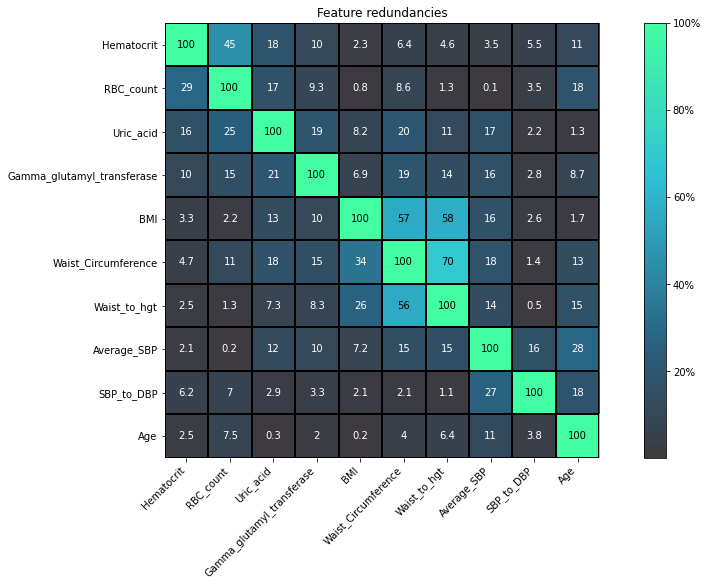 Feature redundancies
Hematocrit 100 45 18 10 2.3 6.4 4.6 3.5 5.5 11
RBC_count 29 100 17 9.3 0.8 8.6 1.3 0.1 3.5 18
Uric_acid 16 25 100 19 8.2 20 11 17 2.2 1.3
Gamma_glutamyl_transferase 10 15 21 100 6.9 19 14 16 2.8 8.7
BMI 3.3 2.2 13 10 100 57 58 16 2.6 1.7
Waist_Circumference 4.7 11 18 15 34 100 70 18 1.4 13
Waist_to_hgt 2.5 1.3 7.3 8.3 26 56 100 14 0.5 15
Average_SBP 2.1 0.2 12 10 7.2 15 15 100 16 28
SBP_to_DBP 6.2 7 2.9 3.3 2.1 2.1 1.1 27 100 18
Age 2.5 7.5 0.3 2 0.2 4 6.4 11 3.8 100
Hematocrit RBC_count Uric_acid Gamma_glutamyl_transferase BMI Waist_Circumference Waist_to_hgt Average_SBP SBP_to_DBP Age
100%
80%
60%
40%
20%